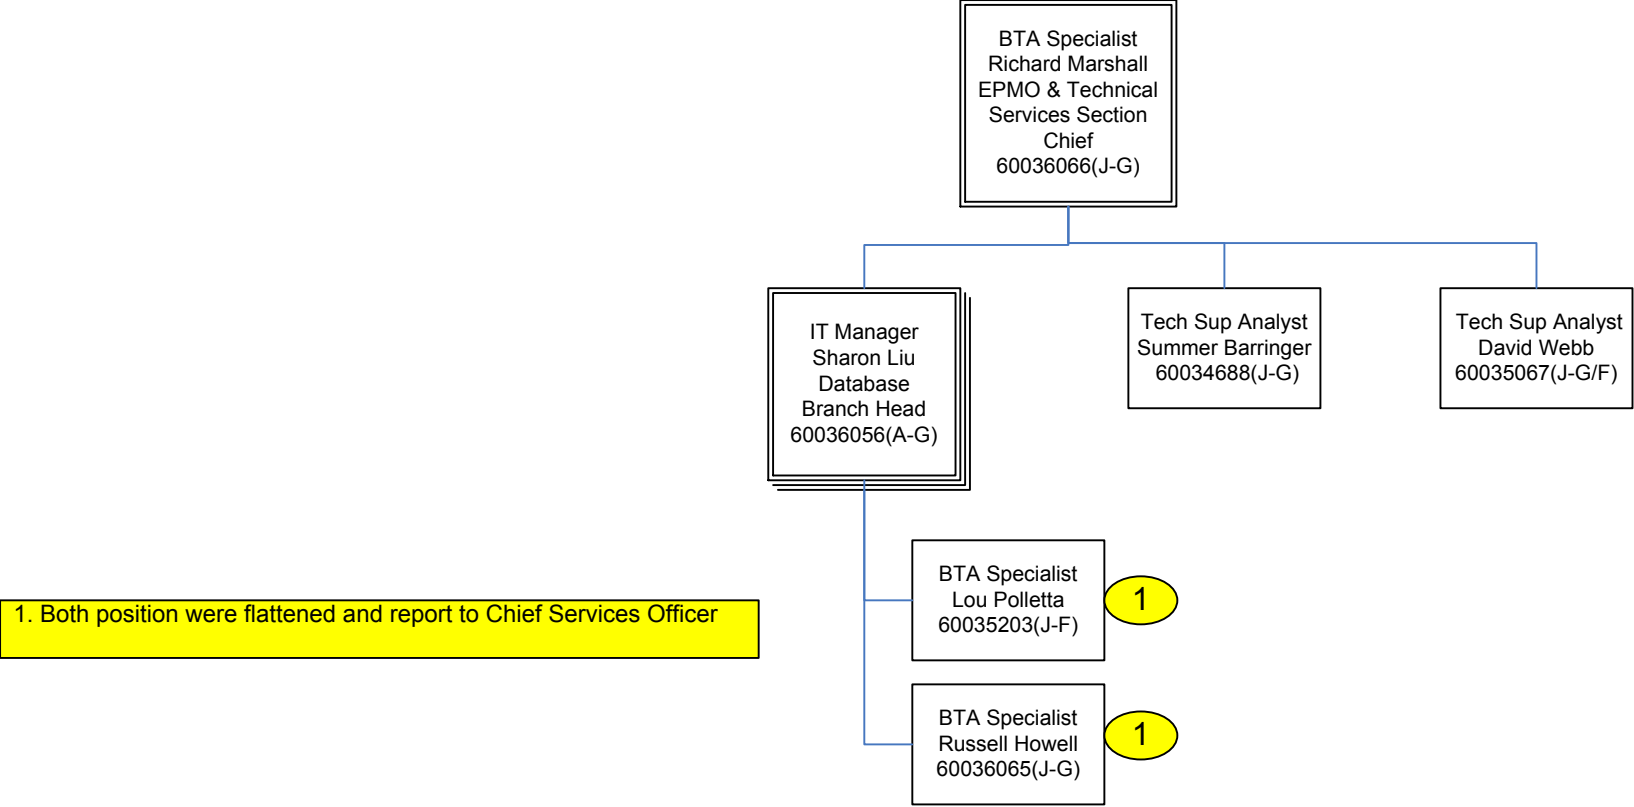 BTA Specialist
Richard Marshall
EPMO & Technical
Services Section
Chief
60036066(J-G)
IT Manager
Sharon Liu
Database
Branch Head
60036056(A-G)
Tech Sup Analyst
Summer Barringer
60034688(J-G)
Tech Sup Analyst
David Webb
60035067(J-G/F)
BTA Specialist
Lou Polletta
60035203(J-F)
1
1. Both position were flattened and report to Chief Services Officer
BTA Specialist
Russell Howell
60036065(J-G)
1